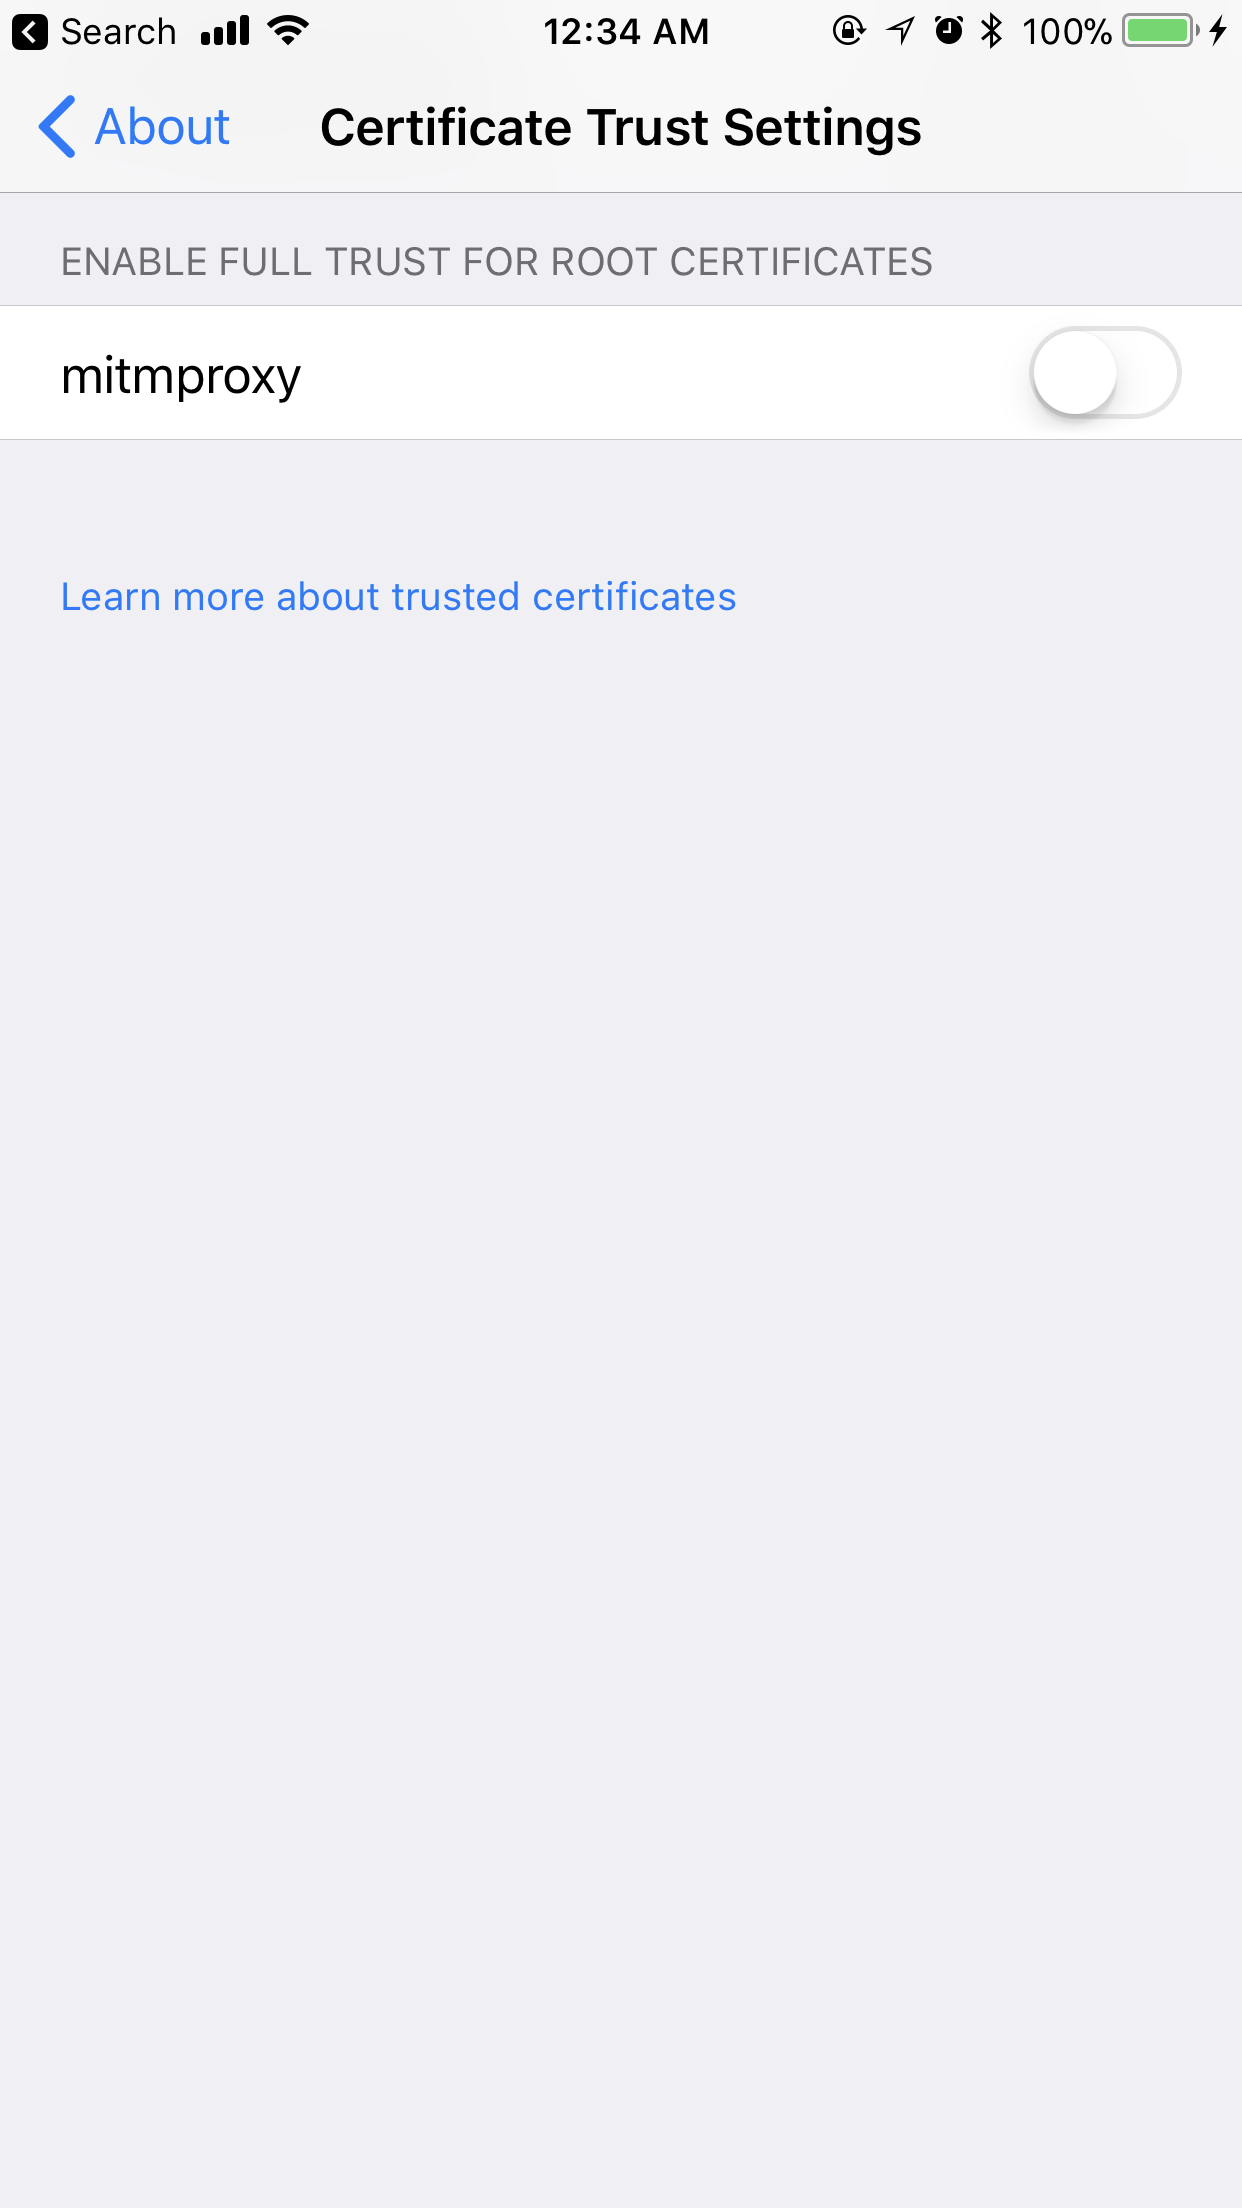 Search 12:34 AM 100%
About Certificate Trust Settings
ENABLE FULL TRUST FOR ROOT CERTIFICATES
mitmproxy
Learn more about trusted certificates